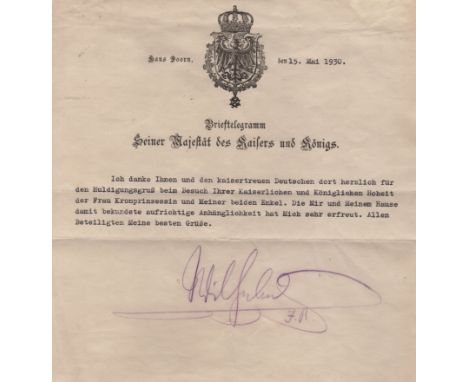 Haus Doorn, den 15. Mai 1930.
Brieftelegramm
Seiner Majestät des Kaisers und Königs.
Ich danke Ihnen und den kaisertreuen Deutschen dort herzlich für
den Huldigungsgruß beim Besuch Ihrer Kaiserlichen und Königlichen Hoheit
der Frau Kronprinzessin und Meiner beiden Enkel. Die Mir und Meinem Hause
damit bekundete aufrichtige Anhänglichkeit hat Mich sehr erfreut. Allen
Beteiligten Meine besten Grüße.
Wilhelm
I.R.